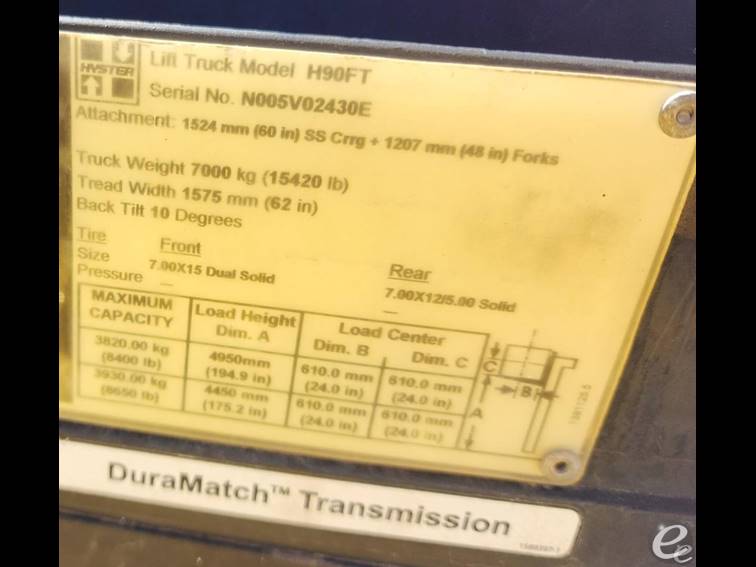 HYSTER
Lift Truck Model H90FT
Serial No. N005V02430E
Attachment: 1524 mm (60 in) SS Crrg + 1207 mm (48 in) Forks
Truck Weight 7000 kg (15420 lb)
Tread Width 1575 mm (62 in)
Back Tilt 10 Degrees
Tire Front Rear
Size 7.00X15 Dual Solid 7.00X12/5.00 Solid
Pressure — —
MAXIMUM CAPACITY Load Height Dim. A Load Center Dim. B Dim. C
3820.00 kg (8400 lb) 4950mm (194.9 in) 610.0 mm (24.0 in) 610.0 mm (24.0 in)
3930.00 kg (8650 lb) 4450 mm (175.2 in) 610.0 mm (24.0 in) 610.0 mm (24.0 in)
C
B
A
DuraMatch™ Transmission
ec